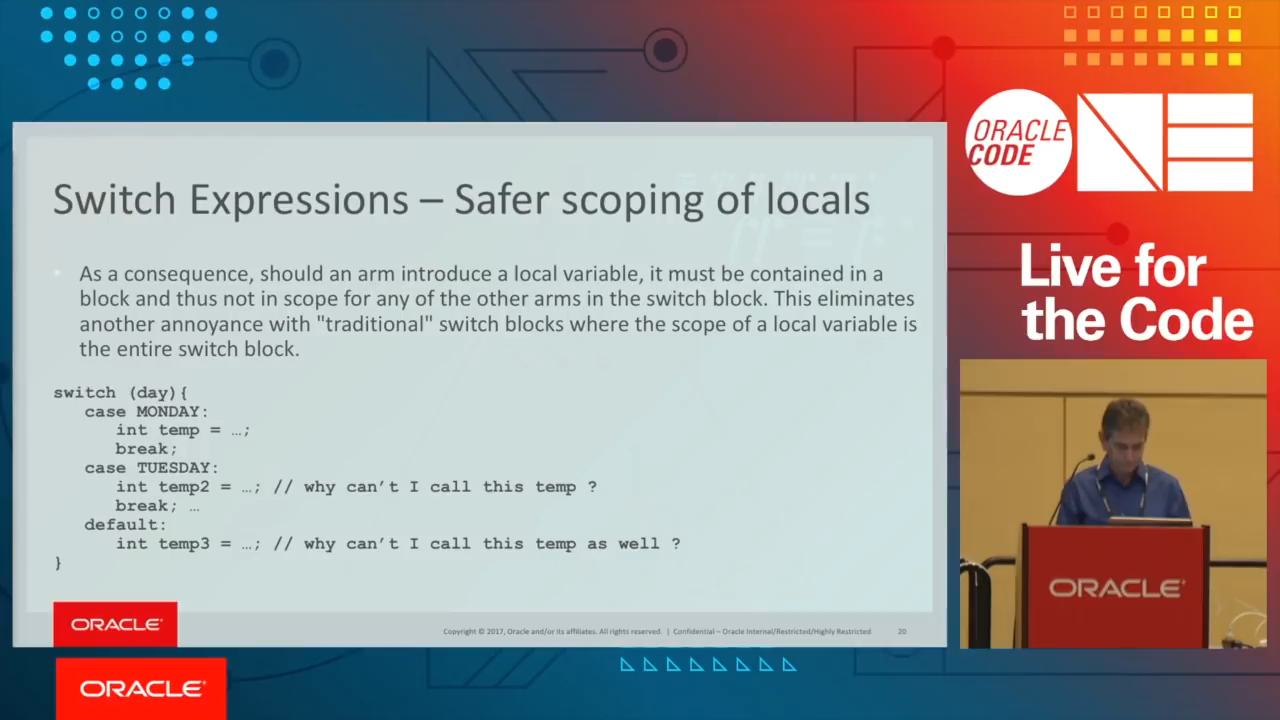 Switch Expressions – Safer scoping of locals
As a consequence, should an arm introduce a local variable, it must be contained in a
block and thus not in scope for any of the other arms in the switch block. This eliminates
another annoyance with "traditional" switch blocks where the scope of a local variable is
the entire switch block.
switch (day){
case MONDAY:
int temp = …;
break;
case TUESDAY:
int temp2 = …; // why can’t I call this temp ?
break; …
default:
int temp3 = …; // why can’t I call this temp as well ?
}
ORACLE®
Copyright © 2017, Oracle and/or its affiliates. All rights reserved. | Confidential – Oracle Internal/Restricted/Highly Restricted 20
ORACLE®
ORACLE
CODE
ONE
Live for
the Code
ORACLE®